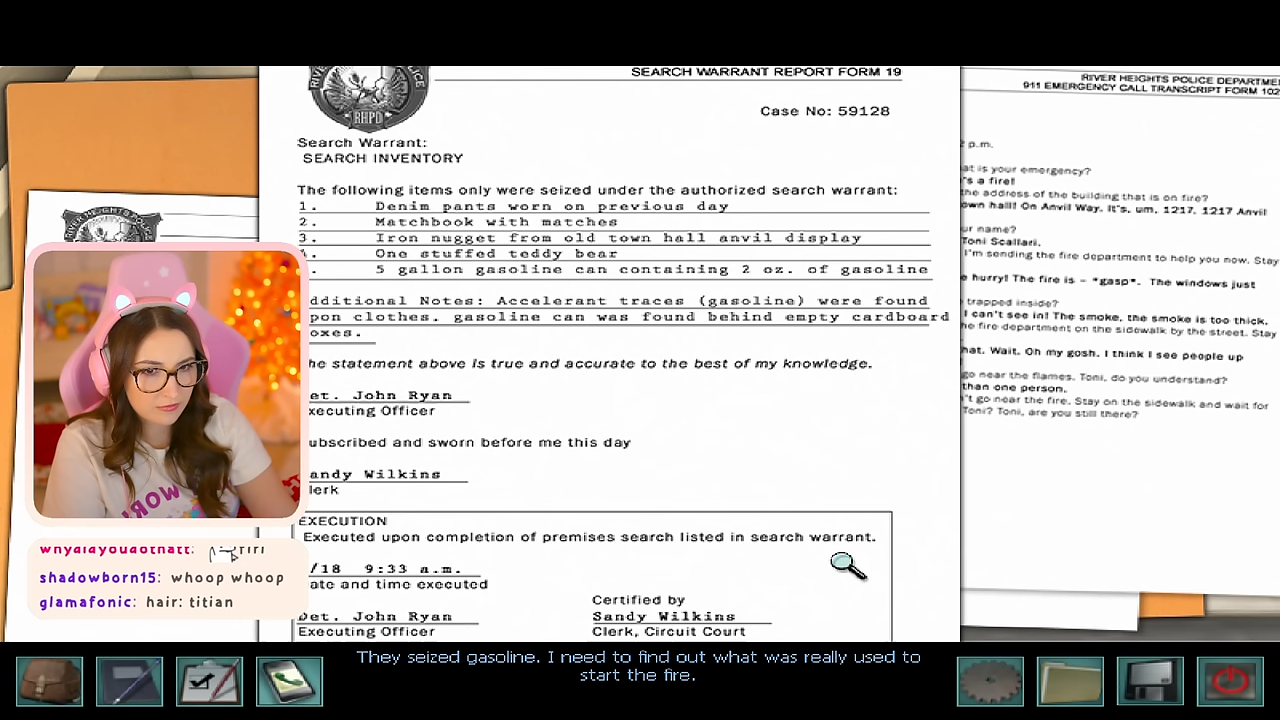 SEARCH WARRANT REPORT FORM 19
RHPD
Case No: 59128
Search Warrant:
SEARCH INVENTORY
The following items only were seized under the authorized search warrant:
1. Denim pants worn on previous day
2. Matchbook with matches
3. Iron nugget from old town hall anvil display
. One stuffed teddy bear
. 5 gallon gasoline can containing 2 oz. of gasoline
dditional Notes: Accelerant traces (gasoline) were found
pon clothes. gasoline can was found behind empty cardboard
oxes.
he statement above is true and accurate to the best of my knowledge.
et. John Ryan
xecuting Officer
ubscribed and sworn before me this day
andy Wilkins
lerk
EXECUTION
Executed upon completion of premises search listed in search warrant.
/18 9:33 a.m.
ate and time executed
Det. John Ryan
Executing Officer
Certified by
Sandy Wilkins
Clerk, Circuit Court
RIVER HEIGHTS POLICE DEPARTME
911 EMERGENCY CALL TRANSCRIPT FORM 102
p.m.
at is your emergency?
's a fire!
the address of the building that is on fire?
own hall! On Anvil Way. It's, um, 1217. 1217 Anvil
ur name?
Toni Scallari.
I'm sending the fire department to help you now. Stay
e hurry! The fire is - *gasp*. The windows just
trapped inside?
I can't see in! The smoke, the smoke is too thick.
he fire department on the sidewalk by the street. Stay
hat. Wait. Oh my gosh. I think I see people up
go near the flames. Toni, do you understand?
than one person.
't go near the fire. Stay on the sidewalk and wait for
Toni? Toni, are you still there?
whydidyoudothatt:
shadowborn15: whoop whoop
glamafonic: hair: titian
They seized gasoline. I need to find out what was really used to
start the fire.